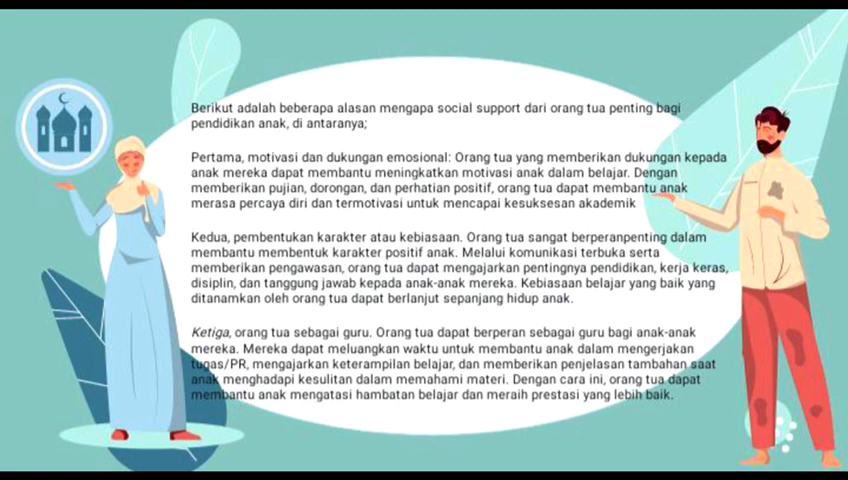 Berikut adalah beberapa alasan mengapa social support dari orang tua penting bagi
pendidikan anak, di antaranya;
Pertama, motivasi dan dukungan emosional: Orang tua yang memberikan dukungan kepada
anak mereka dapat membantu meningkatkan motivasi anak dalam belajar. Dengan
memberikan pujian, dorongan, dan perhatian positif, orang tua dapat membantu anak
merasa percaya diri dan termotivasi untuk mencapai kesuksesan akademik
Kedua, pembentukan karakter atau kebiasaan. Orang tua sangat berperanpenting dalam
membantu membentuk karakter positif anak. Melalui komunikasi terbuka serta
memberikan pengawasan, orang tua dapat mengajarkan pentingnya pendidikan, kerja keras,
disiplin, dan tanggung jawab kepada anak-anak mereka. Kebiasaan belajar yang baik yang
ditanamkan oleh orang tua dapat berlanjut sepanjang hidup anak.
Ketiga, orang tua sebagai guru. Orang tua dapat berperan sebagai guru bagi anak-anak
mereka. Mereka dapat meluangkan waktu untuk membantu anak dalam mengerjakan
tugas/PR, mengajarkan keterampilan belajar, dan memberikan penjelasan tambahan saat
anak menghadapi kesulitan dalam memahami materi. Dengan cara ini, orang tua dapat
membantu anak mengatasi hambatan belajar dan meraih prestasi yang lebih baik.